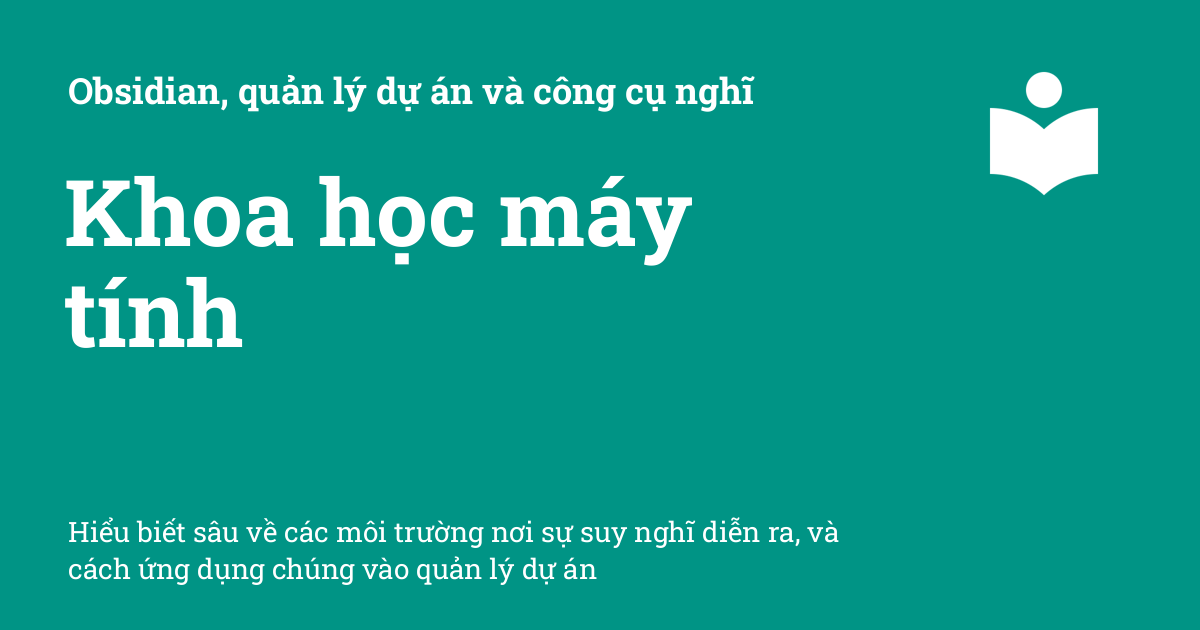 Obsidian, quản lý dự án và công cụ nghĩ
Khoa học máy
tính
Hiểu biết sâu về các môi trường nơi sự suy nghĩ diễn ra, và
cách ứng dụng chúng vào quản lý dự án